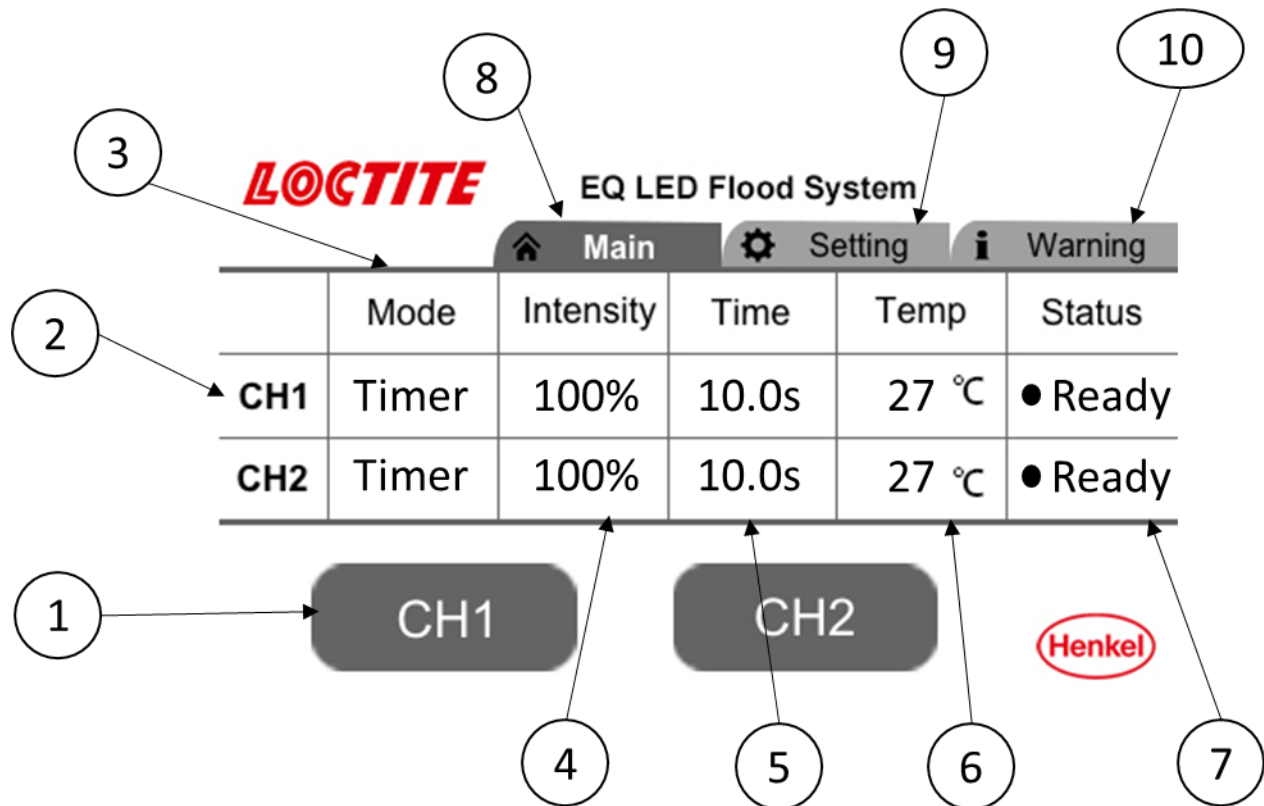 8
9
10
3
LOCTITE
EQ LED Flood System
Main
Setting
i Warning
2
Mode Intensity Time Temp Status
CH1 Timer 100% 10.0s 27 ℃ ● Ready
CH2 Timer 100% 10.0s 27 ℃ ● Ready
1
CH1
CH2
Henkel
4
5
6
7